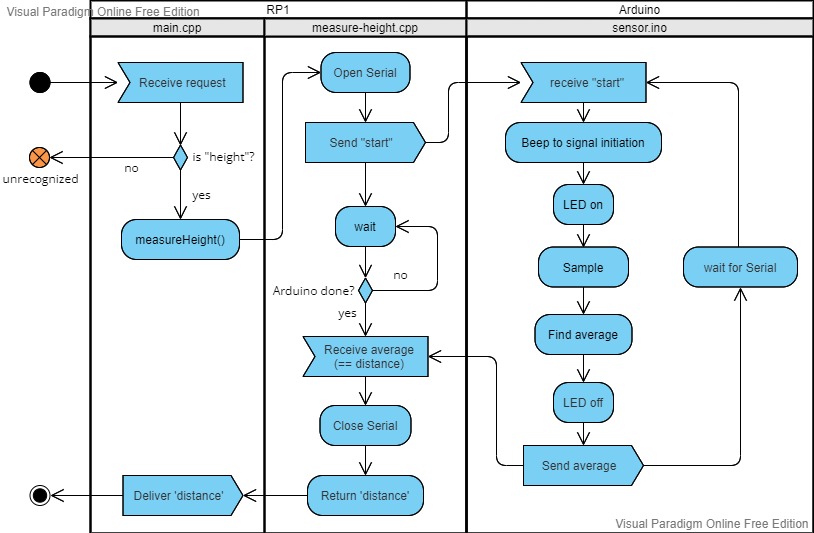 Visual Paradigm Online Free Edition
RP1
Arduino
main.cpp
measure-height.cpp
sensor.ino
Receive request
is "height"?
no
unrecognized
yes
measureHeight()
Open Serial
Send "start"
wait
no
Arduino done?
yes
Receive average
(== distance)
Close Serial
Return 'distance'
Deliver 'distance'
receive "start"
Beep to signal initiation
LED on
Sample
Find average
LED off
Send average
wait for Serial
Visual Paradigm Online Free Edition